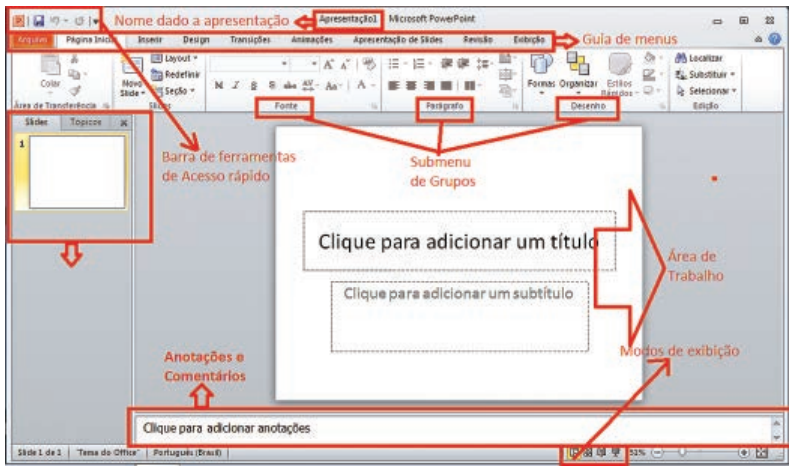 Nome dado a apresentação
Apresentação1 Microsoft PowerPoint
Arquivo Página Inicial Inserir Design Transições Animações Apresentação de Slides Revisão Exibição
Guia de menus
Colar
Novo
Slide
Layout
Redefinir
Seção
Formas Organizar Estilos
Rápidos
Localizar
Substituir
Selecionar
Área de Transferência Slides Fonte Parágrafo Desenho Edição
Slides Tópicos
1
Barra de ferramentas
de Acesso rápido
Submenu
de Grupos
Clique para adicionar um título
Clique para adicionar um subtítulo
Área de
Trabalho
Modos de exibição
Anotações e
Comentários
Clique para adicionar anotações
Slide 1 de 1 "Tema do Office" Português (Brasil)